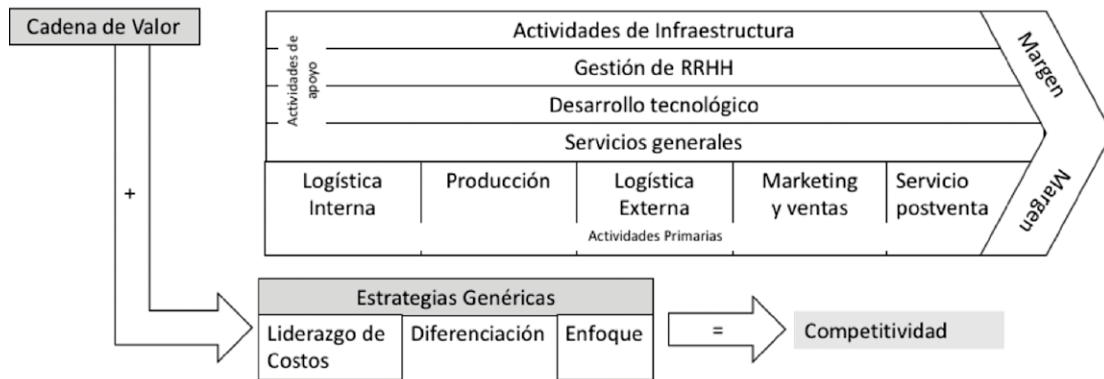 Cadena de Valor
Actividades de
apoyo
Actividades de Infraestructura
Gestión de RRHH
Desarrollo tecnológico
Servicios generales
Margen
Logística
Interna
Producción
Logística
Externa
Marketing
y ventas
Servicio
postventa
Margen
Actividades Primarias
+
Estrategias Genéricas
Liderazgo de
Costos
Diferenciación
Enfoque
=
Competitividad